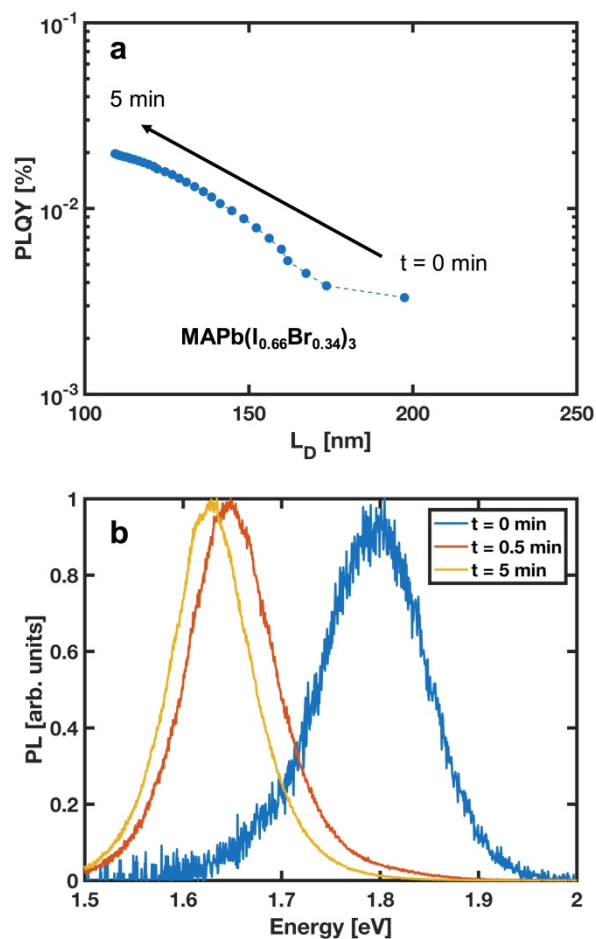 a
10⁻¹
5 min
PLQY [%]
10⁻²
t = 0 min
MAPb(I₀.₆₆Br₀.₃₄)₃
10⁻³
100 150 200 250
L_D [nm]
b
1
t = 0 min
t = 0.5 min
t = 5 min
0.8
0.6
PL [arb. units]
0.4
0.2
0
1.5 1.6 1.7 1.8 1.9 2
Energy [eV]